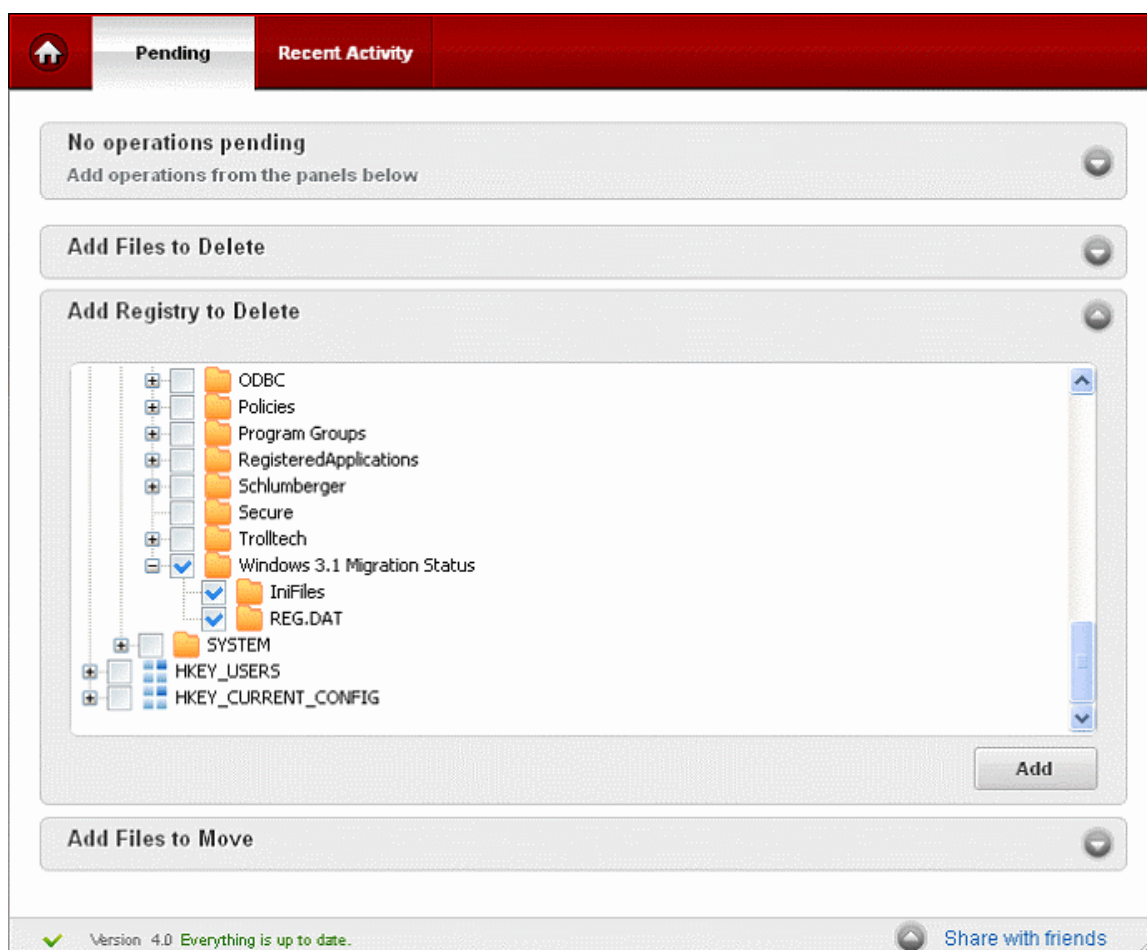 Pending
Recent Activity
No operations pending
Add operations from the panels below
Add Files to Delete
Add Registry to Delete
ODBC
Policies
Program Groups
RegisteredApplications
Schlumberger
Secure
Trolltech
Windows 3.1 Migration Status
IniFiles
REG.DAT
SYSTEM
HKEY_USERS
HKEY_CURRENT_CONFIG
Add
Add Files to Move
Version 4.0 Everything is up to date.
Share with friends